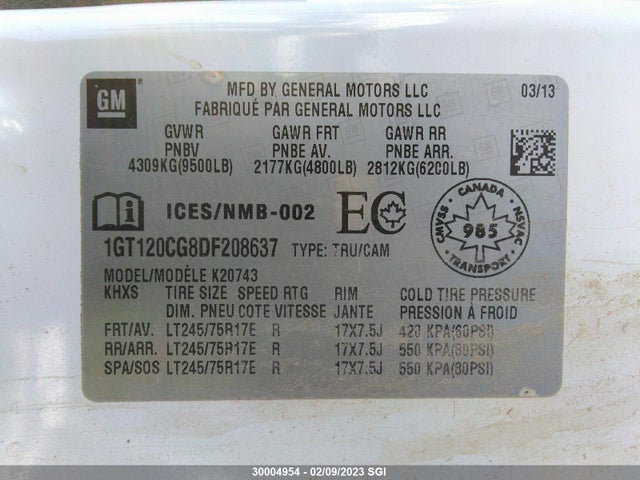 GM
MFD BY GENERAL MOTORS LLC 03/13
FABRIQUÉ PAR GENERAL MOTORS LLC
GVWR GAWR FRT GAWR RR
PNBV PNBE AV. PNBE ARR.
4309KG(9500LB) 2177KG(4800LB) 2812KG(6200LB)
ICES/NMB-002 EC
CANADA CMVSS NSVAC 985 TRANSPORT
1GT120CG8DF208637 TYPE: TRU/CAM
MODEL/MODÈLE K20743
KHXS TIRE SIZE SPEED RTG RIM COLD TIRE PRESSURE
DIM. PNEU COTE VITESSE JANTE PRESSION À FROID
FRT/AV. LT245/75R17E R 17X7.5J 420 KPA(60PSI)
RR/ARR. LT245/75R17E R 17X7.5J 550 KPA(80PSI)
SPA/SOS LT245/75R17E R 17X7.5J 550 KPA(80PSI)
30004954 - 02/09/2023 SGI